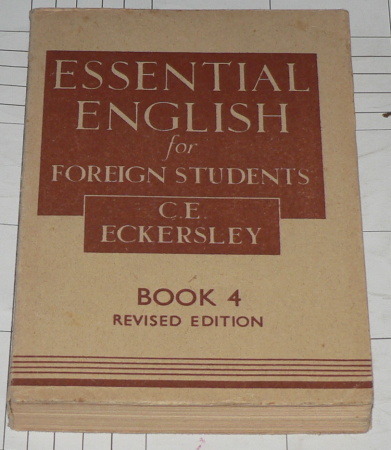 ESSENTIAL
ENGLISH
for
FOREIGN STUDENTS
C.E.
ECKERSLEY
BOOK 4
REVISED EDITION